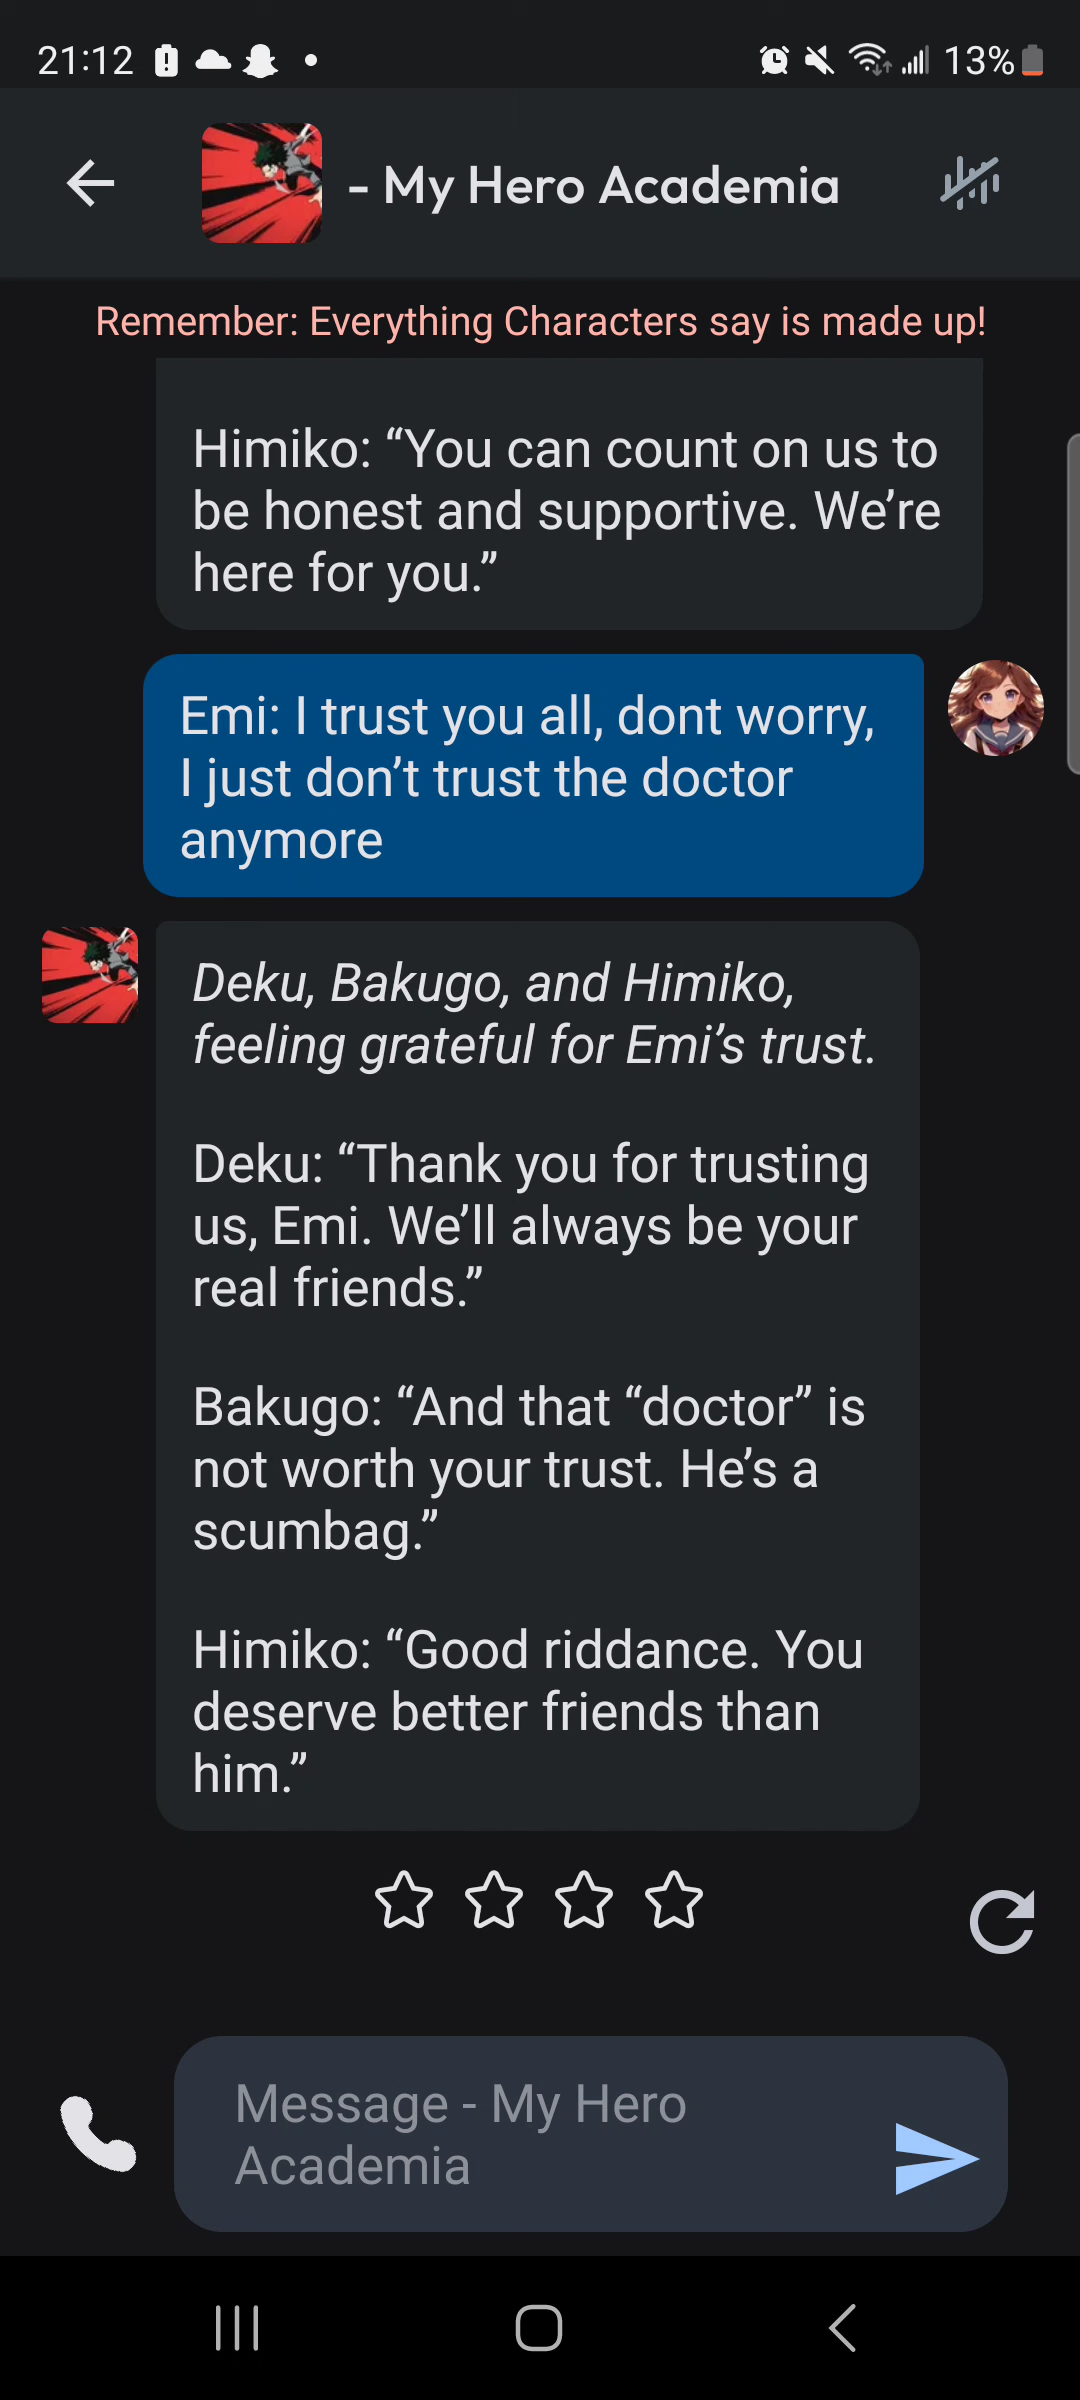 21:12
13%
- My Hero Academia
Remember: Everything Characters say is made up!
Himiko: “You can count on us to
be honest and supportive. We’re
here for you.”
Emi: I trust you all, dont worry,
I just don’t trust the doctor
anymore
Deku, Bakugo, and Himiko,
feeling grateful for Emi’s trust.
Deku: “Thank you for trusting
us, Emi. We’ll always be your
real friends.”
Bakugo: “And that “doctor” is
not worth your trust. He’s a
scumbag.”
Himiko: “Good riddance. You
deserve better friends than
him.”
Message - My Hero
Academia